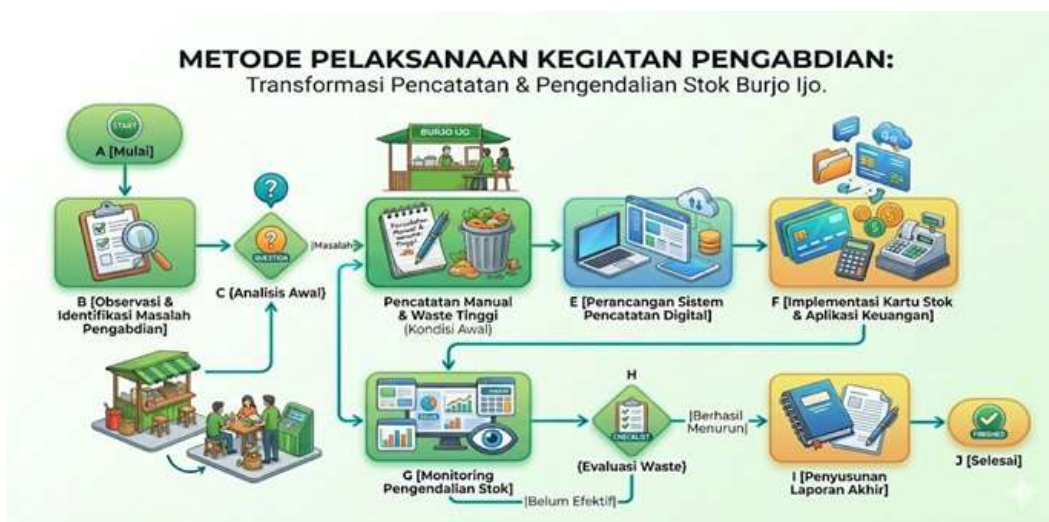 METODE PELAKSANAAN KEGIATAN PENGABDIAN:
Transformasi Pencatatan & Pengendalian Stok Burjo Ijo.
START
A [Mulai]
BURJO IJO
B [Observasi &
Identifikasi Masalah
Pengabdian]
QUESTION
C {Analisis Awal}
|Masalah|
Pencatatan Manual
& Waste Tinggi
(Kondisi Awal)
E [Perancangan Sistem
Pencatatan Digital]
F [Implementasi Kartu Stok
& Aplikasi Keuangan]
G [Monitoring
Pengendalian Stok]
H
CHECKLIST
{Evaluasi Waste}
|Belum Efektif|
|Berhasil
Menurun|
I [Penyusunan
Laporan Akhir]
FINISHED
J [Selesai]